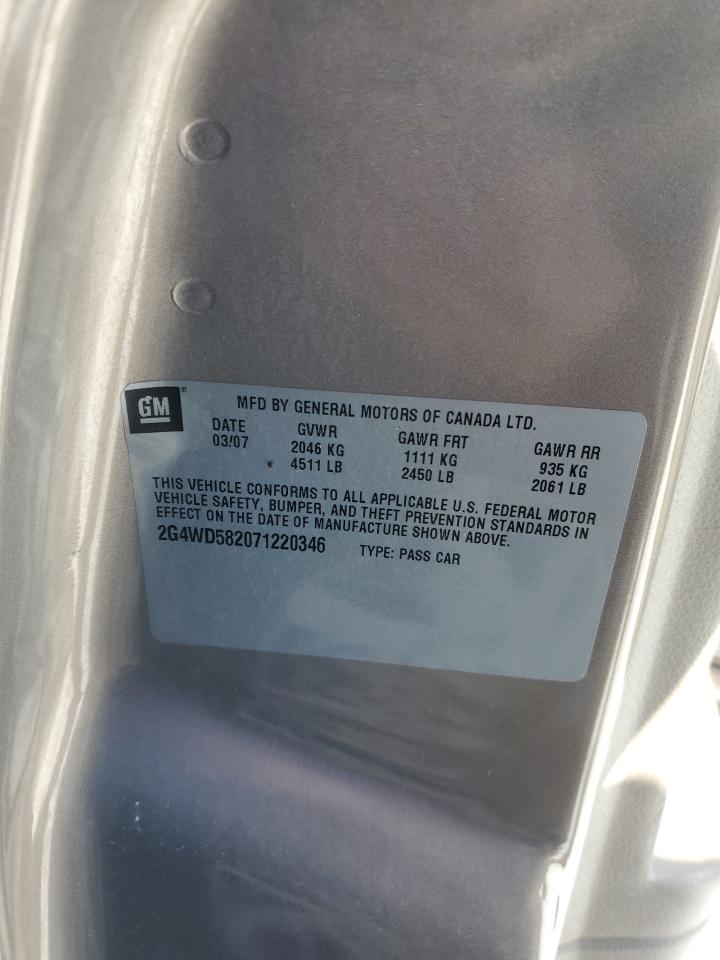 GM
MFD BY GENERAL MOTORS OF CANADA LTD.
DATE GVWR GAWR FRT GAWR RR
03/07 2046 KG 1111 KG 935 KG
4511 LB 2450 LB 2061 LB
THIS VEHICLE CONFORMS TO ALL APPLICABLE U.S. FEDERAL MOTOR
VEHICLE SAFETY, BUMPER, AND THEFT PREVENTION STANDARDS IN
EFFECT ON THE DATE OF MANUFACTURE SHOWN ABOVE.
2G4WD582071220346 TYPE: PASS CAR